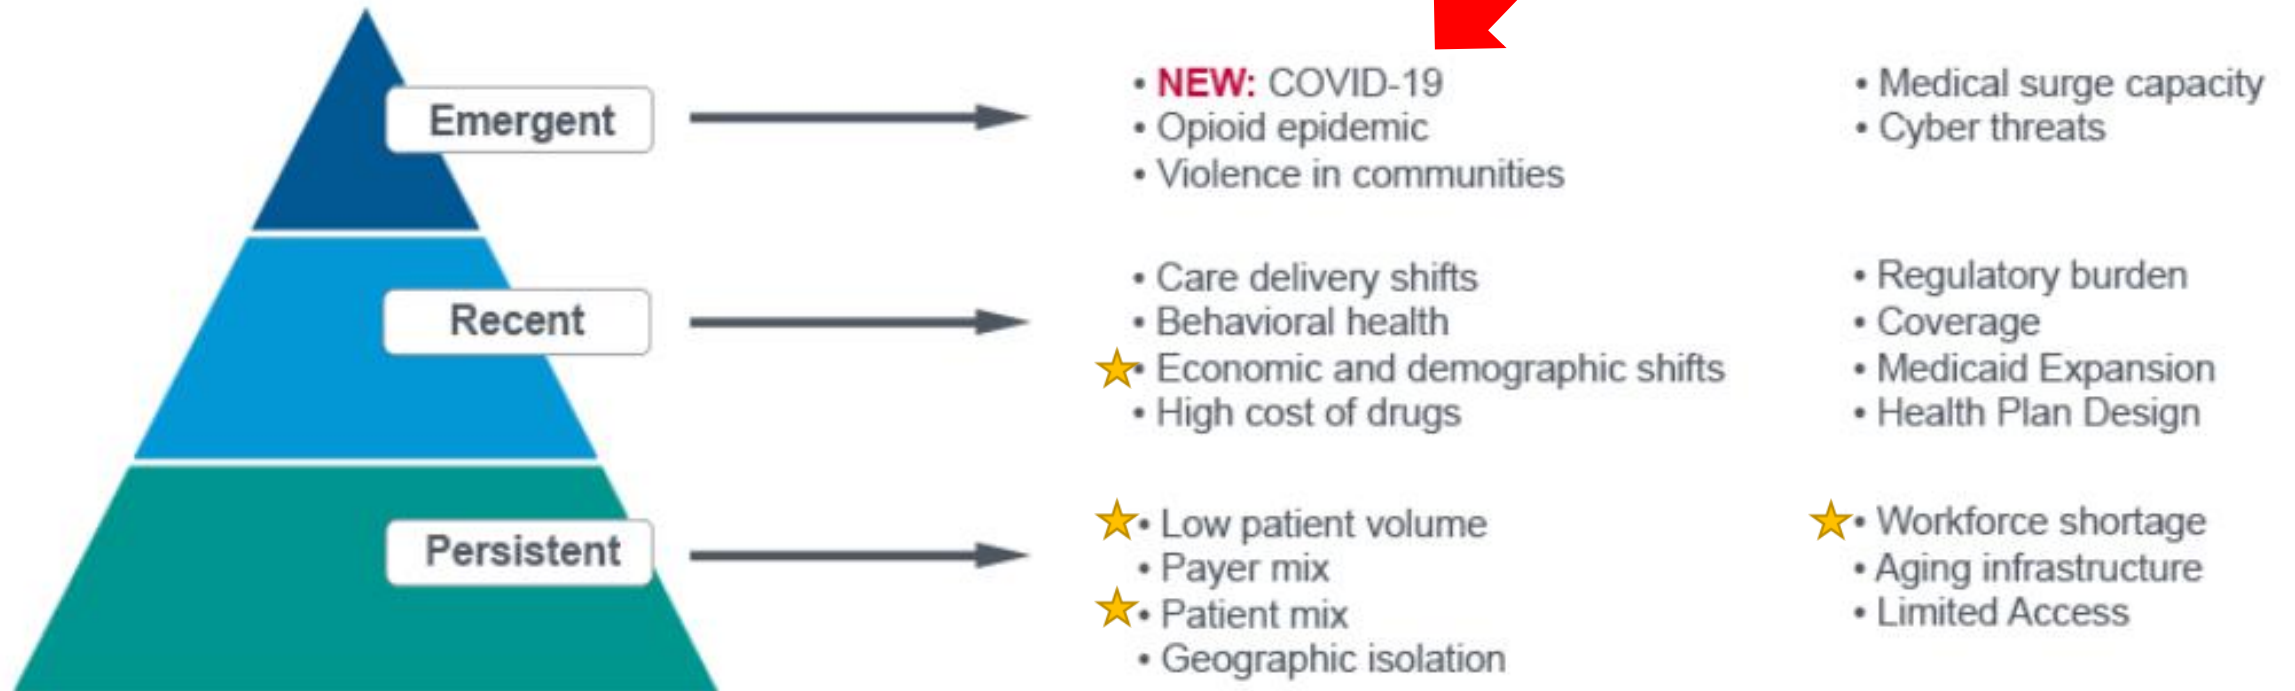 Emergent
• NEW: COVID-19
• Opioid epidemic
• Violence in communities
• Medical surge capacity
• Cyber threats
Recent
• Care delivery shifts
• Behavioral health
• Economic and demographic shifts
• High cost of drugs
• Regulatory burden
• Coverage
• Medicaid Expansion
• Health Plan Design
Persistent
• Low patient volume
• Payer mix
• Patient mix
• Geographic isolation
• Workforce shortage
• Aging infrastructure
• Limited Access